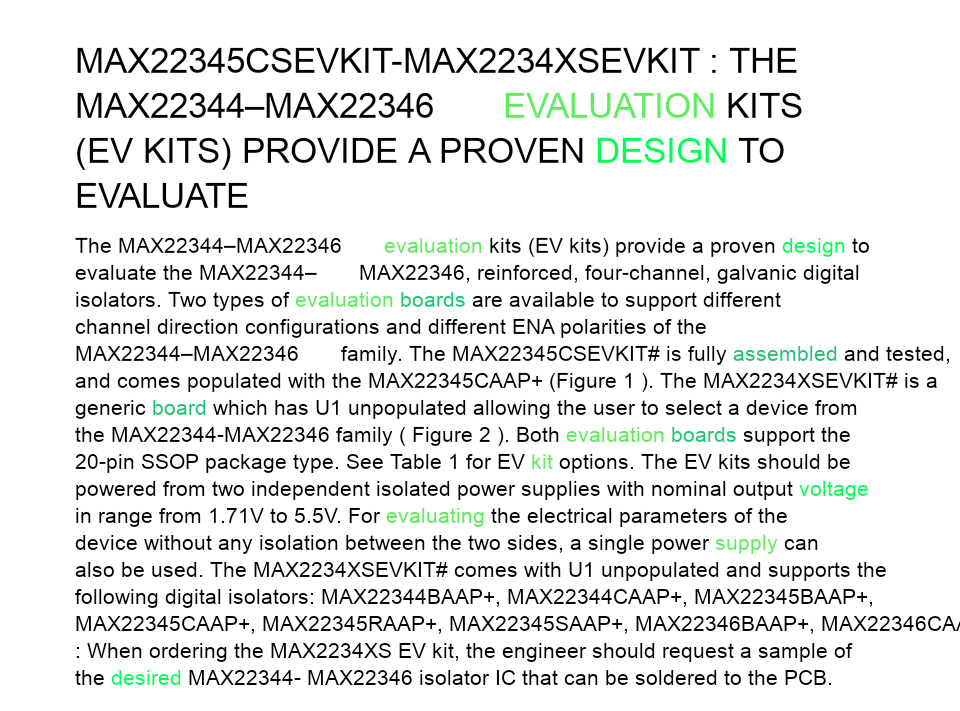 MAX22345CSEVKIT-MAX2234XSEVKIT : THE
MAX22344–MAX22346 EVALUATION KITS
(EV KITS) PROVIDE A PROVEN DESIGN TO
EVALUATE
The MAX22344–MAX22346 evaluation kits (EV kits) provide a proven design to
evaluate the MAX22344– MAX22346, reinforced, four-channel, galvanic digital
isolators. Two types of evaluation boards are available to support different
channel direction configurations and different ENA polarities of the
MAX22344–MAX22346 family. The MAX22345CSEVKIT# is fully assembled and tested,
and comes populated with the MAX22345CAAP+ (Figure 1 ). The MAX2234XSEVKIT# is a
generic board which has U1 unpopulated allowing the user to select a device from
the MAX22344-MAX22346 family ( Figure 2 ). Both evaluation boards support the
20-pin SSOP package type. See Table 1 for EV kit options. The EV kits should be
powered from two independent isolated power supplies with nominal output voltage
in range from 1.71V to 5.5V. For evaluating the electrical parameters of the
device without any isolation between the two sides, a single power supply can
also be used. The MAX2234XSEVKIT# comes with U1 unpopulated and supports the
following digital isolators: MAX22344BAAP+, MAX22344CAAP+, MAX22345BAAP+,
MAX22345CAAP+, MAX22345RAAP+, MAX22345SAAP+, MAX22346BAAP+, MAX22346CAA
: When ordering the MAX2234XS EV kit, the engineer should request a sample of
the desired MAX22344- MAX22346 isolator IC that can be soldered to the PCB.